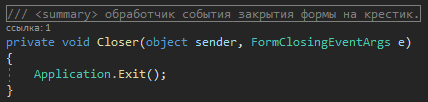 /// <summary> обработчик события закрытия формы на крестик.
ссылка: 1
private void Closer(object sender, FormClosingEventArgs e)
{
    Application.Exit();
}